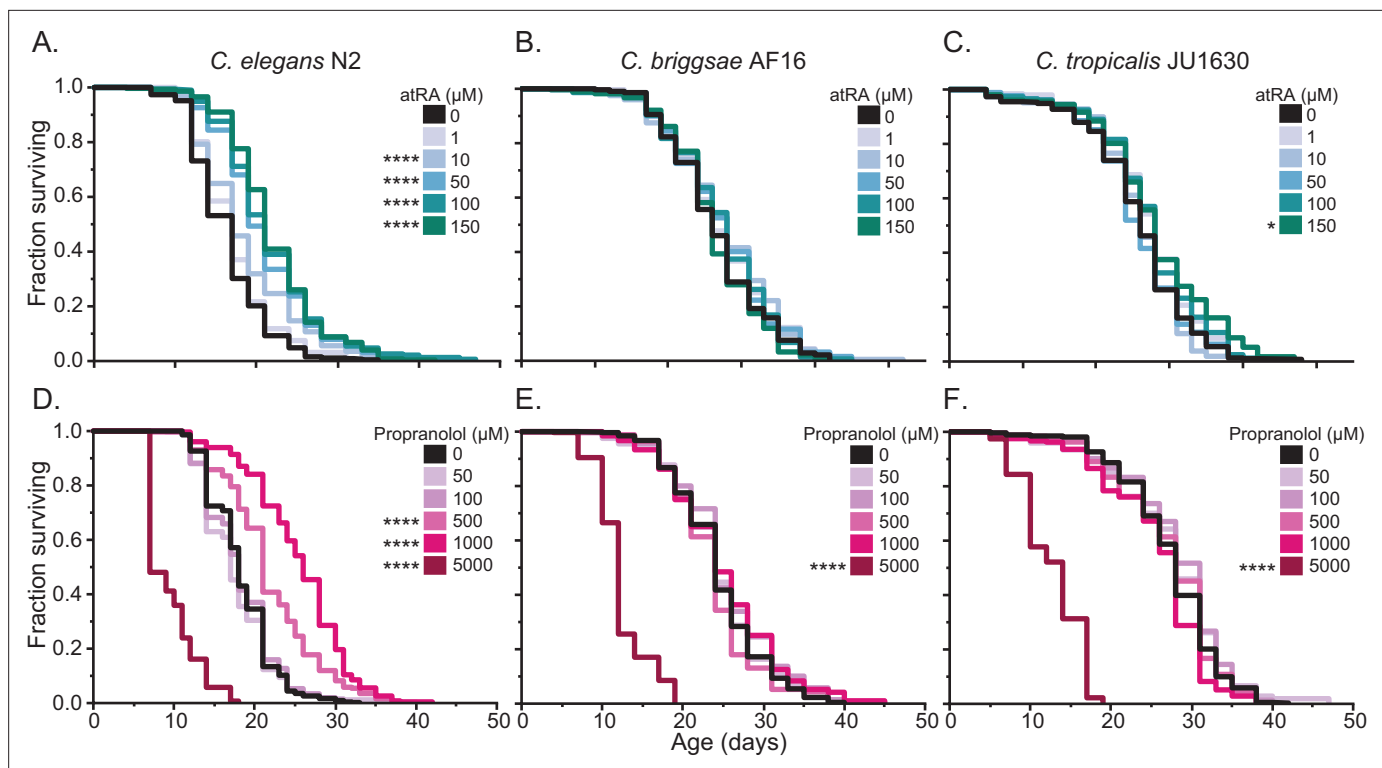 A.
C. elegans N2
B.
C. briggsae AF16
C.
C. tropicalis JU1630
Fraction surviving
1.0
0.8
0.6
0.4
0.2
0.0
atRA (µM)
0
1
**** 10
**** 50
**** 100
**** 150
atRA (µM)
0
1
10
50
100
150
atRA (µM)
0
1
10
50
100
* 150
D.
E.
F.
Fraction surviving
1.0
0.8
0.6
0.4
0.2
0.0
Propranolol (µM)
0
50
100
**** 500
**** 1000
**** 5000
Propranolol (µM)
0
50
100
500
1000
**** 5000
Propranolol (µM)
0
50
100
500
1000
**** 5000
0 10 20 30 40 50 0 10 20 30 40 50 0 10 20 30 40 50
Age (days)